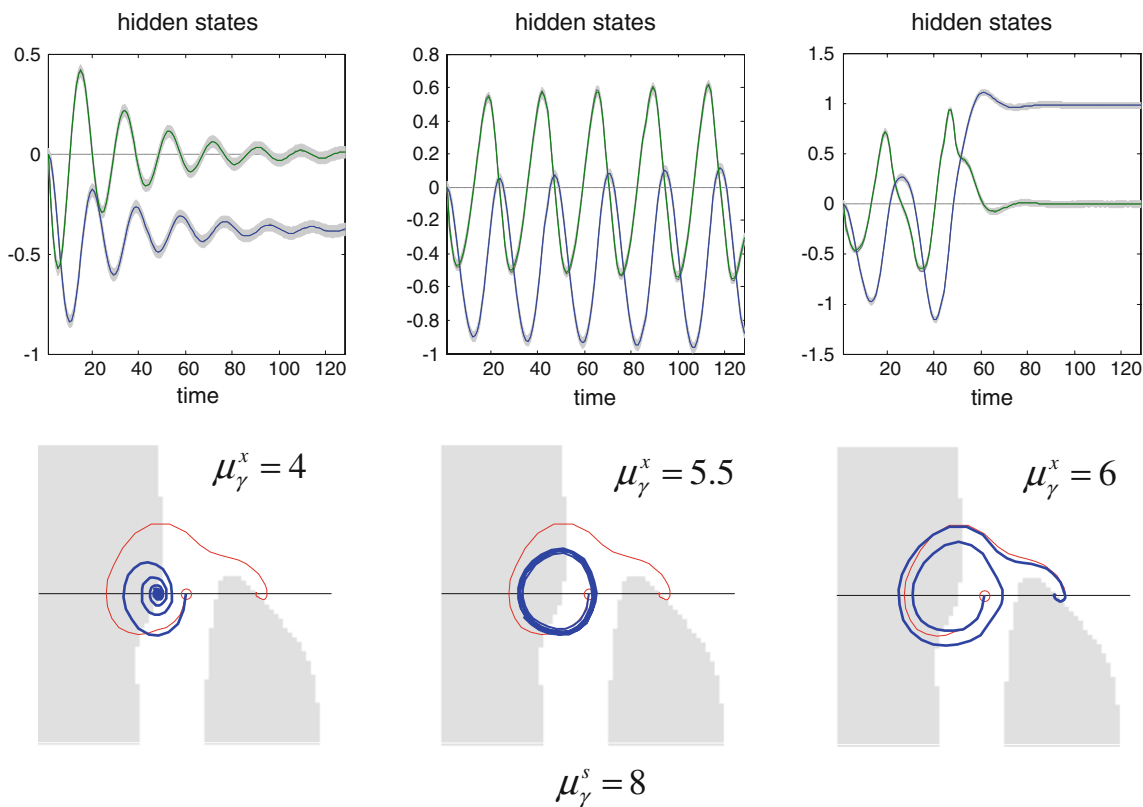 hidden states hidden states hidden states
0.5 0.8 1.5
0.6
1
0.4
0.5
0.2
0 0 0
-0.2
-0.5
-0.4
-0.5
-0.6
-1
-0.8
-1 -1 -1.5
20 40 60 80 100 120 20 40 60 80 100 120 20 40 60 80 100 120
time time time
μ_γ^x = 4 μ_γ^x = 5.5 μ_γ^x = 6
μ_γ^s = 8